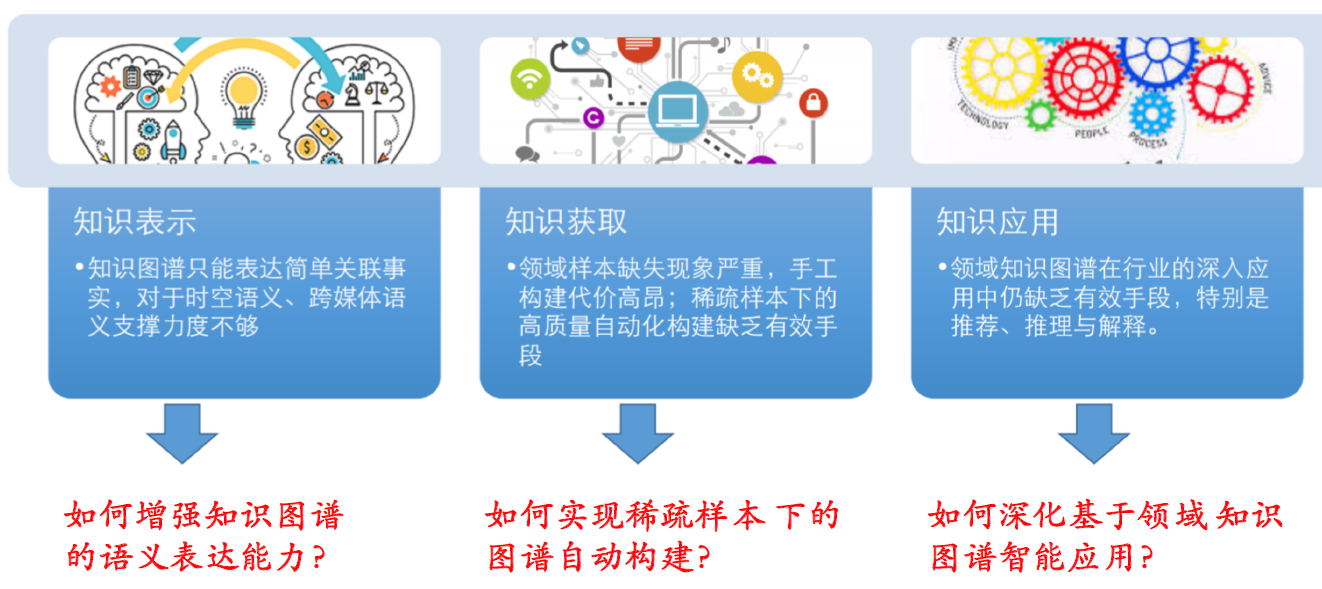 TECHNOLOGY
PEOPLE
PROCESS
ADVICE
知识表示
•知识图谱只能表达简单关联事
实，对于时空语义、跨媒体语
义支撑力度不够
知识获取
•领域样本缺失现象严重，手工
构建代价高昂；稀疏样本下的
高质量自动化构建缺乏有效手
段
知识应用
•领域知识图谱在行业的深入应
用中仍缺乏有效手段，特别是
推荐、推理与解释。
如何增强知识图谱
的语义表达能力？
如何实现稀疏样本下的
图谱自动构建？
如何深化基于领域知识
图谱智能应用？